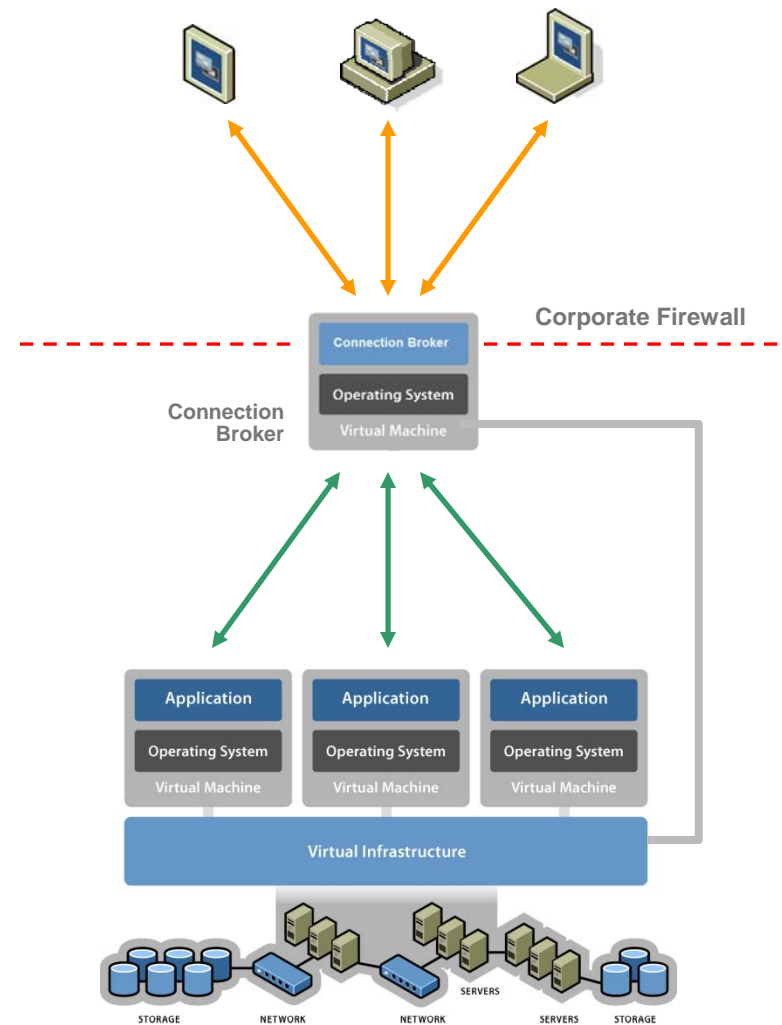 Corporate Firewall
Connection Broker
Operating System
Virtual Machine
Connection
Broker
Application
Application
Application
Operating System
Operating System
Operating System
Virtual Machine
Virtual Machine
Virtual Machine
Virtual Infrastructure
SERVERS
STORAGE
NETWORK
NETWORK
SERVERS
STORAGE